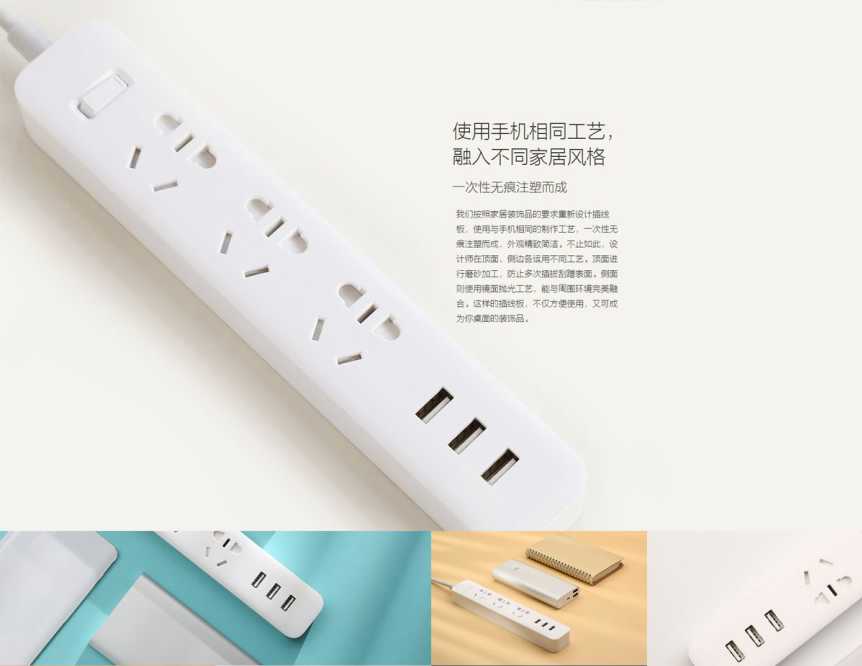 使用手机相同工艺，
融入不同家居风格
一次性无痕注塑而成
我们按照家居装饰品的要求重新设计插线
板，使用与手机相同的制作工艺，一次性无
痕注塑而成，外观精致简洁。不止如此，设
计师在顶面、侧边各运用不同工艺。顶面进
行磨砂加工，防止多次插拔刮蹭表面。侧面
则使用镜面抛光工艺，能与周围环境完美融
合。这样的插线板，不仅方便使用，又可成
为你桌面的装饰品。